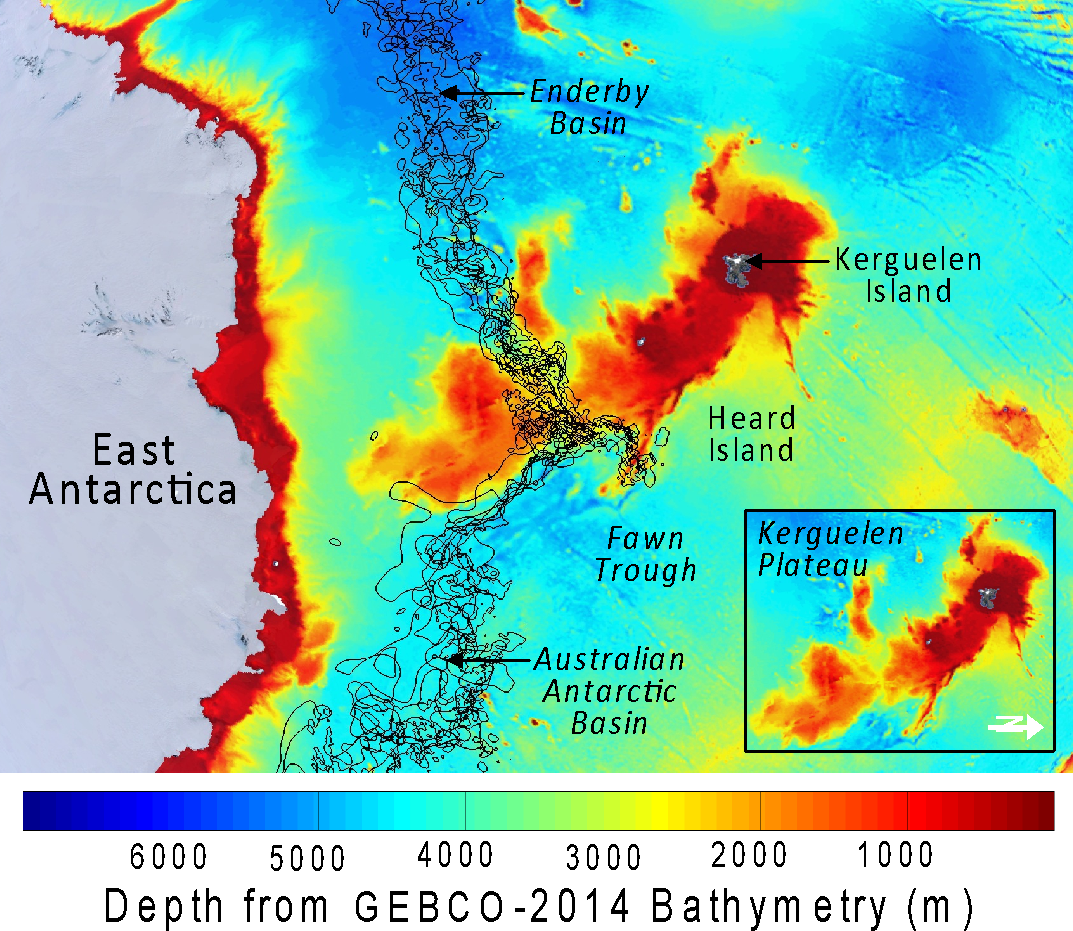 Enderby
Basin
Kerguelen
Island
East
Antarctica
Heard
Island
Fawn
Trough
Kerguelen
Plateau
N
Australian
Antarctic
Basin
6000 5000 4000 3000 2000 1000
Depth from GEBCO-2014 Bathymetry (m)